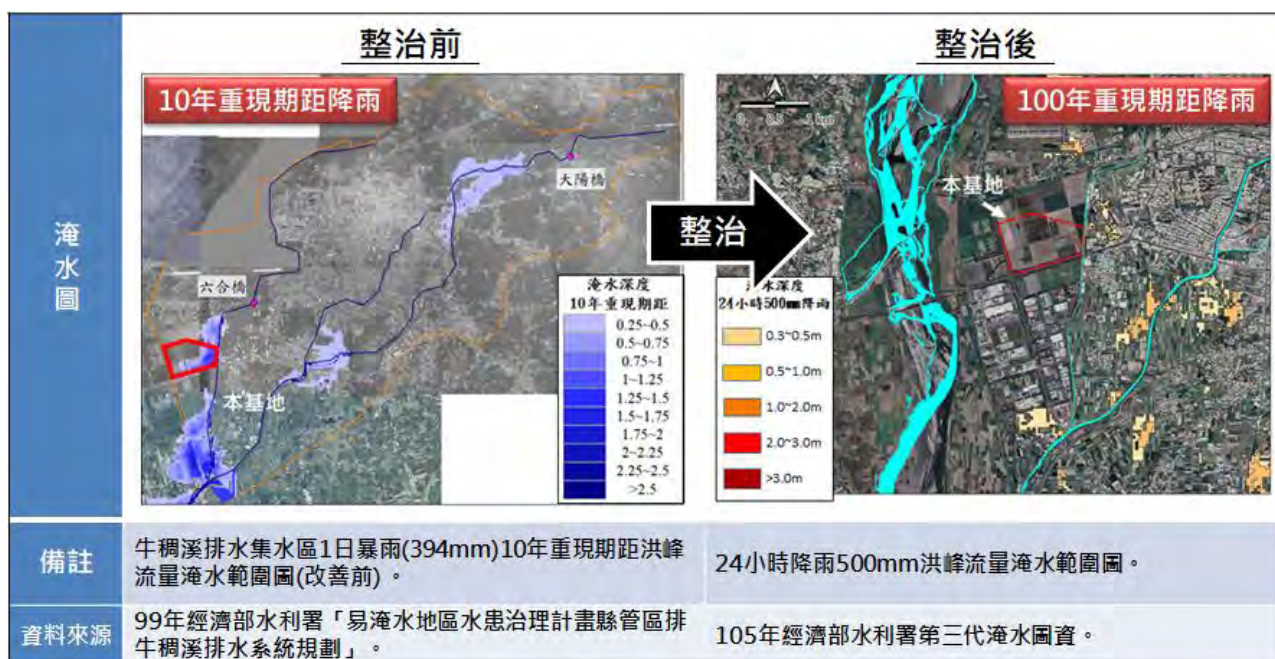 整治前
整治後
淹水圖
10年重現期距降雨
大陽橋
六合橋
本基地
淹水深度
10年重現期距
0.25~0.5
0.5~0.75
0.75~1
1~1.25
1.25~1.5
1.5~1.75
1.75~2
2~2.25
2.25~2.5
>2.5
整治
100年重現期距降雨
0 0.5 1 km
本基地
水深度
24小時500mm降雨
0.3~0.5m
0.5~1.0m
1.0~2.0m
2.0~3.0m
>3.0m
備註
牛稠溪排水集水區1日暴雨(394mm)10年重現期距洪峰
流量淹水範圍圖(改善前)。
24小時降雨500mm洪峰流量淹水範圍圖。
資料來源
99年經濟部水利署「易淹水地區水患治理計畫縣管區排
牛稠溪排水系統規劃」。
105年經濟部水利署第三代淹水圖資。